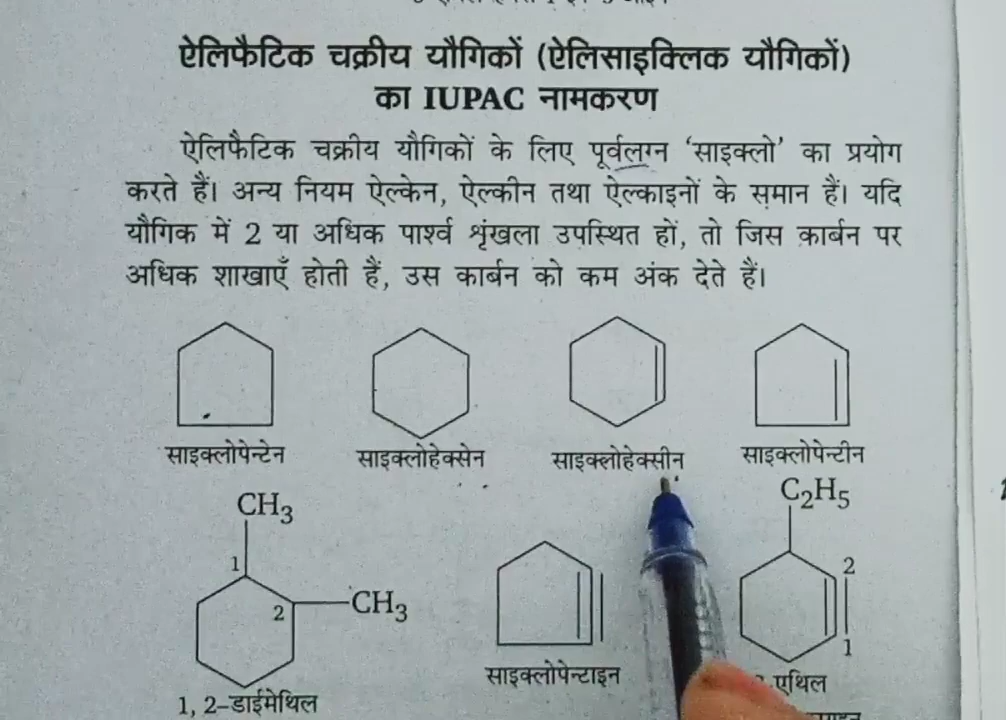 ऐलिफैटिक चक्रीय यौगिकों (ऐलिसाइक्लिक यौगिकों)
का IUPAC नामकरण
ऐलिफैटिक चक्रीय यौगिकों के लिए पूर्वलग्न ‘साइक्लो’ का प्रयोग
करते हैं। अन्य नियम ऐल्केन, ऐल्कीन तथा ऐल्काइनों के समान हैं। यदि
यौगिक में 2 या अधिक पार्श्व शृंखला उपस्थित हों, तो जिस कार्बन पर
अधिक शाखाएँ होती हैं, उस कार्बन को कम अंक देते हैं।
साइक्लोपेन्टेन साइक्लोहेक्सेन साइक्लोहेक्सीन साइक्लोपेन्टीन
CH3 C2H5
1 2
2 CH3
1
साइक्लोपेन्टाइन एथिल
1, 2-डाईमेथिल